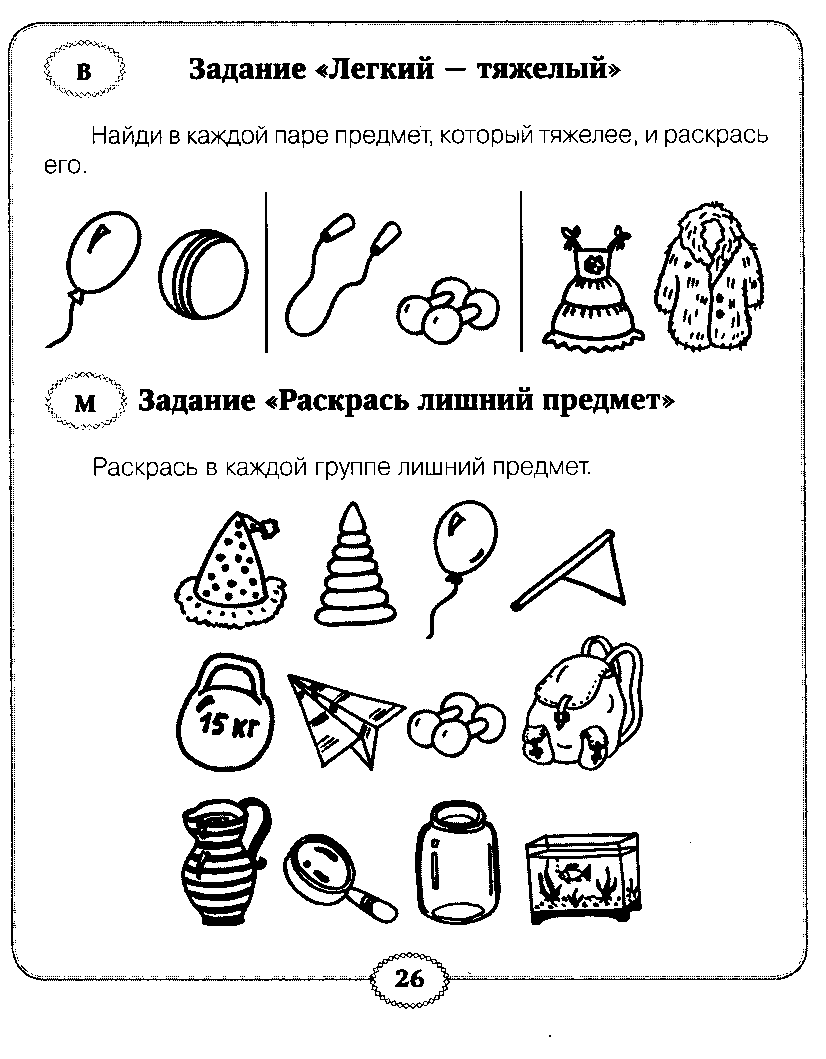 В
Задание «Легкий — тяжелый»
Найди в каждой паре предмет, который тяжелее, и раскрась
его.
М
Задание «Раскрась лишний предмет»
Раскрась в каждой группе лишний предмет.
15 кг
26